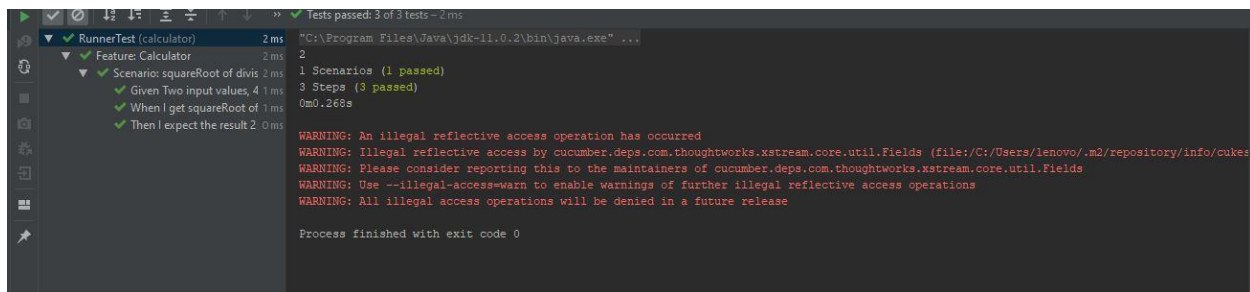 Tests passed: 3 of 3 tests – 2 ms
RunnerTest (calculator) 2 ms
Feature: Calculator 2 ms
Scenario: squareRoot of divis 2 ms
Given Two input values, 4 1 ms
When I get squareRoot of 1 ms
Then I expect the result 2 0 ms
"C:\Program Files\Java\jdk-11.0.2\bin\java.exe" ...
2
1 Scenarios (1 passed)
3 Steps (3 passed)
0m0.268s
WARNING: An illegal reflective access operation has occurred
WARNING: Illegal reflective access by cucumber.deps.com.thoughtworks.xstream.core.util.Fields (file:/C:/Users/lenovo/.m2/repository/info/cukes
WARNING: Please consider reporting this to the maintainers of cucumber.deps.com.thoughtworks.xstream.core.util.Fields
WARNING: Use --illegal-access=warn to enable warnings of further illegal reflective access operations
WARNING: All illegal access operations will be denied in a future release
Process finished with exit code 0